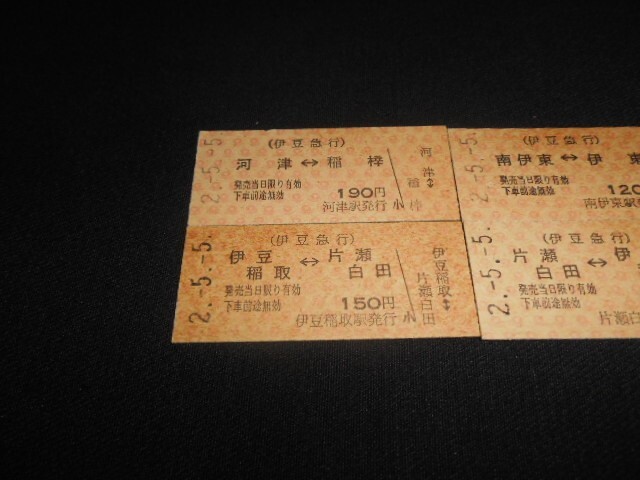 2.-5.-5
(伊豆急行)
河津↔稲梓
発売当日限り有効
下車前途無効
190円
河津駅発行
小
河津↔
稲梓
2.-5.-5.
(伊豆急行)
伊豆稲取↔片瀬白田
発売当日限り有効
下車前途無効
150円
伊豆稲取駅発行
小
伊豆稲取↔
片瀬白田
2.-5.-5.
(伊豆急行)
南伊東↔伊東
発売当日限り有効
下車前途無効
120
南伊東駅
2.-5.-5.
(伊豆急
片瀬白田↔伊
発売当日限り有効
下車前途無効
片瀬白